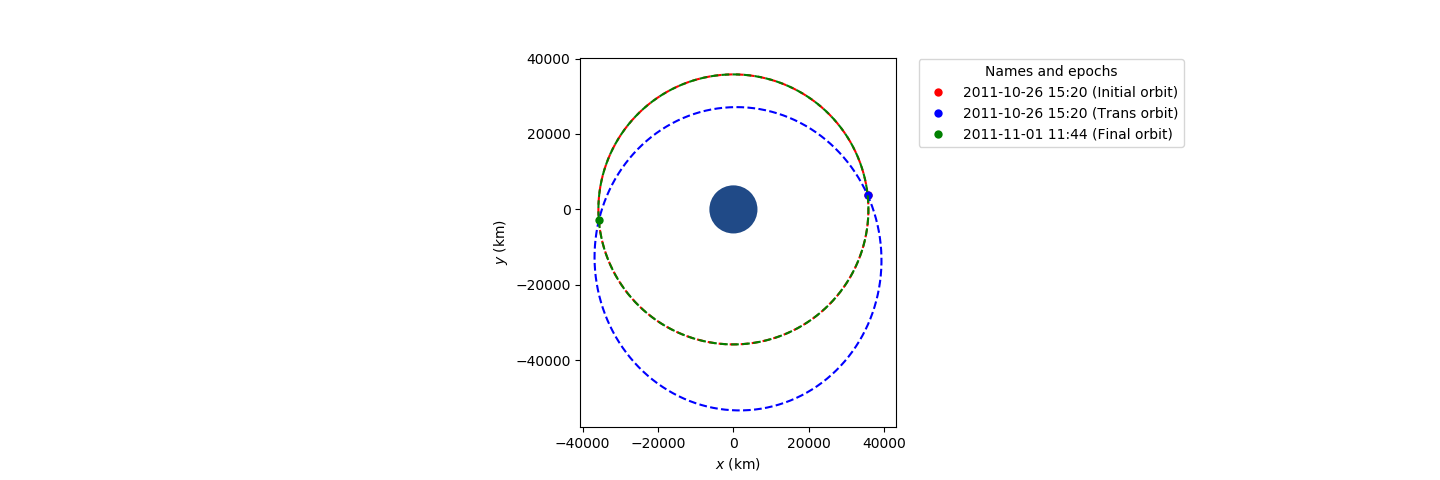 40000
20000
0
−20000
−40000
y (km)
−40000
−20000
0
20000
40000
x (km)
Names and epochs
2011-10-26 15:20 (Initial orbit)
2011-10-26 15:20 (Trans orbit)
2011-11-01 11:44 (Final orbit)